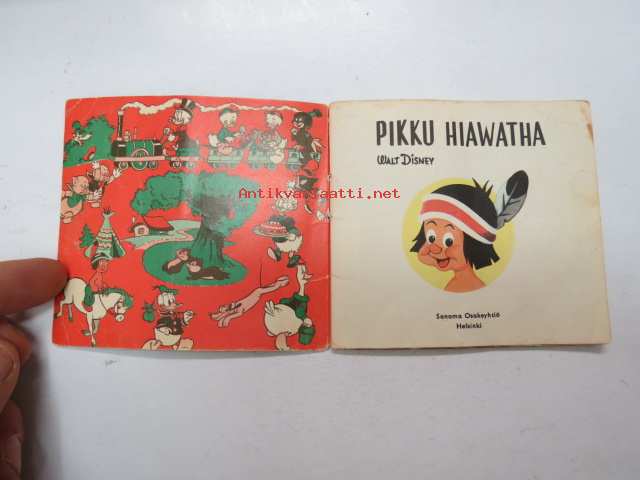 PIKKU HIAWATHA
WALT DISNEY
Antikvariaatti.net
Sanoma Osakeyhtiö
Helsinki